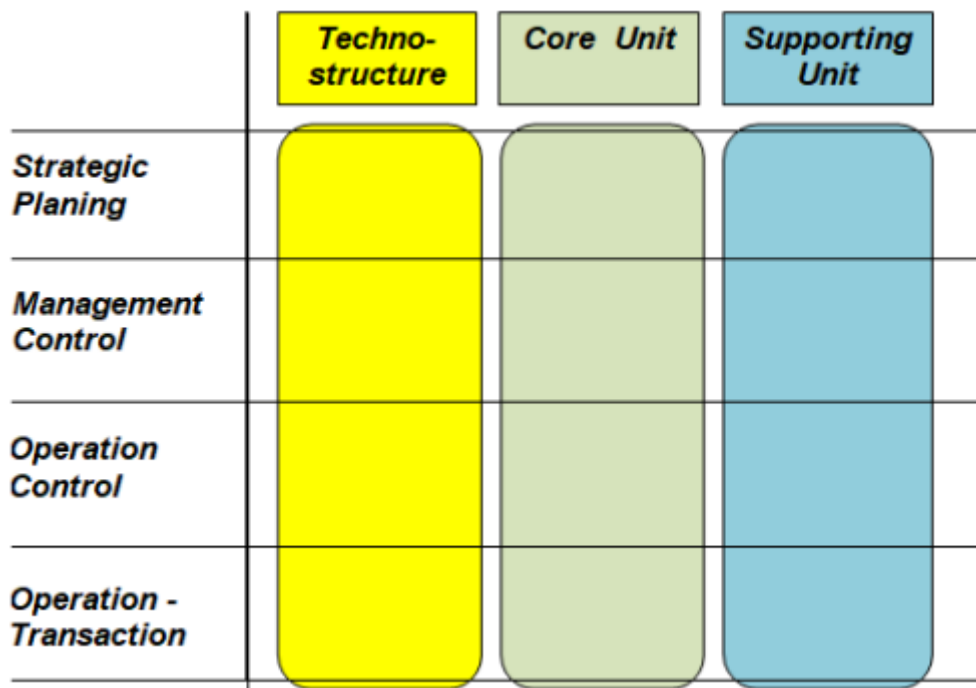 Techno-
structure
Core Unit
Supporting
Unit
Strategic
Planing
Management
Control
Operation
Control
Operation -
Transaction